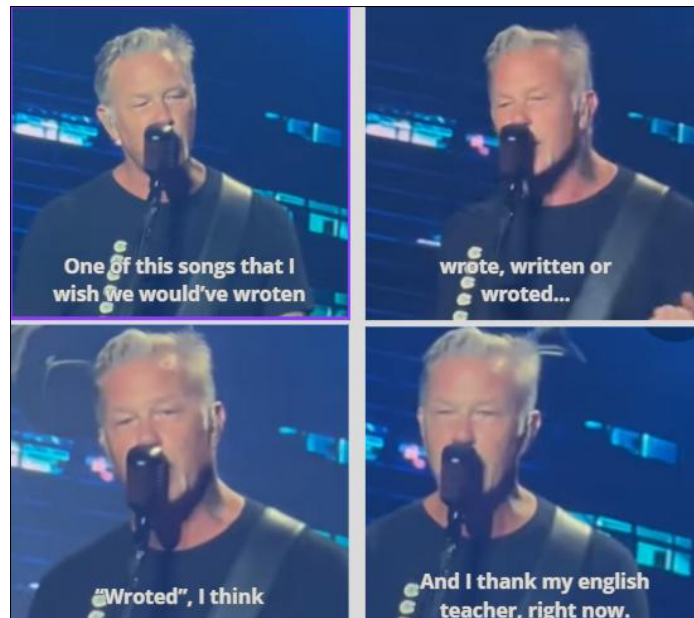 One of this songs that I
wish we would've wroten
wrote, written or
wroted...
“Wroted”, I think
And I thank my english
teacher, right now.